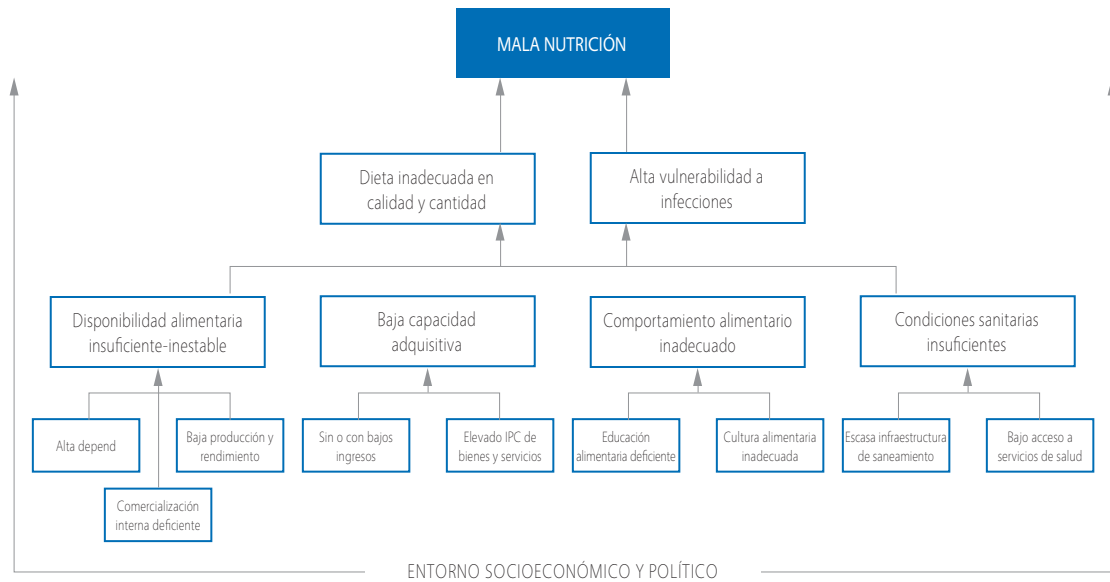 MALA NUTRICIÓN
Dieta inadecuada en
calidad y cantidad
Alta vulnerabilidad a
infecciones
Disponibilidad alimentaria
insuficiente-inestable
Baja capacidad
adquisitiva
Comportamiento alimentario
inadecuado
Condiciones sanitarias
insuficientes
Alta depend
Baja producción y
rendimiento
Sin o con bajos
ingresos
Elevado IPC de
bienes y servicios
Educación
alimentaria deficiente
Cultura alimentaria
inadecuada
Escasa infraestructura
de saneamiento
Bajo acceso a
servicios de salud
Comercialización
interna deficiente
ENTORNO SOCIOECONÓMICO Y POLÍTICO